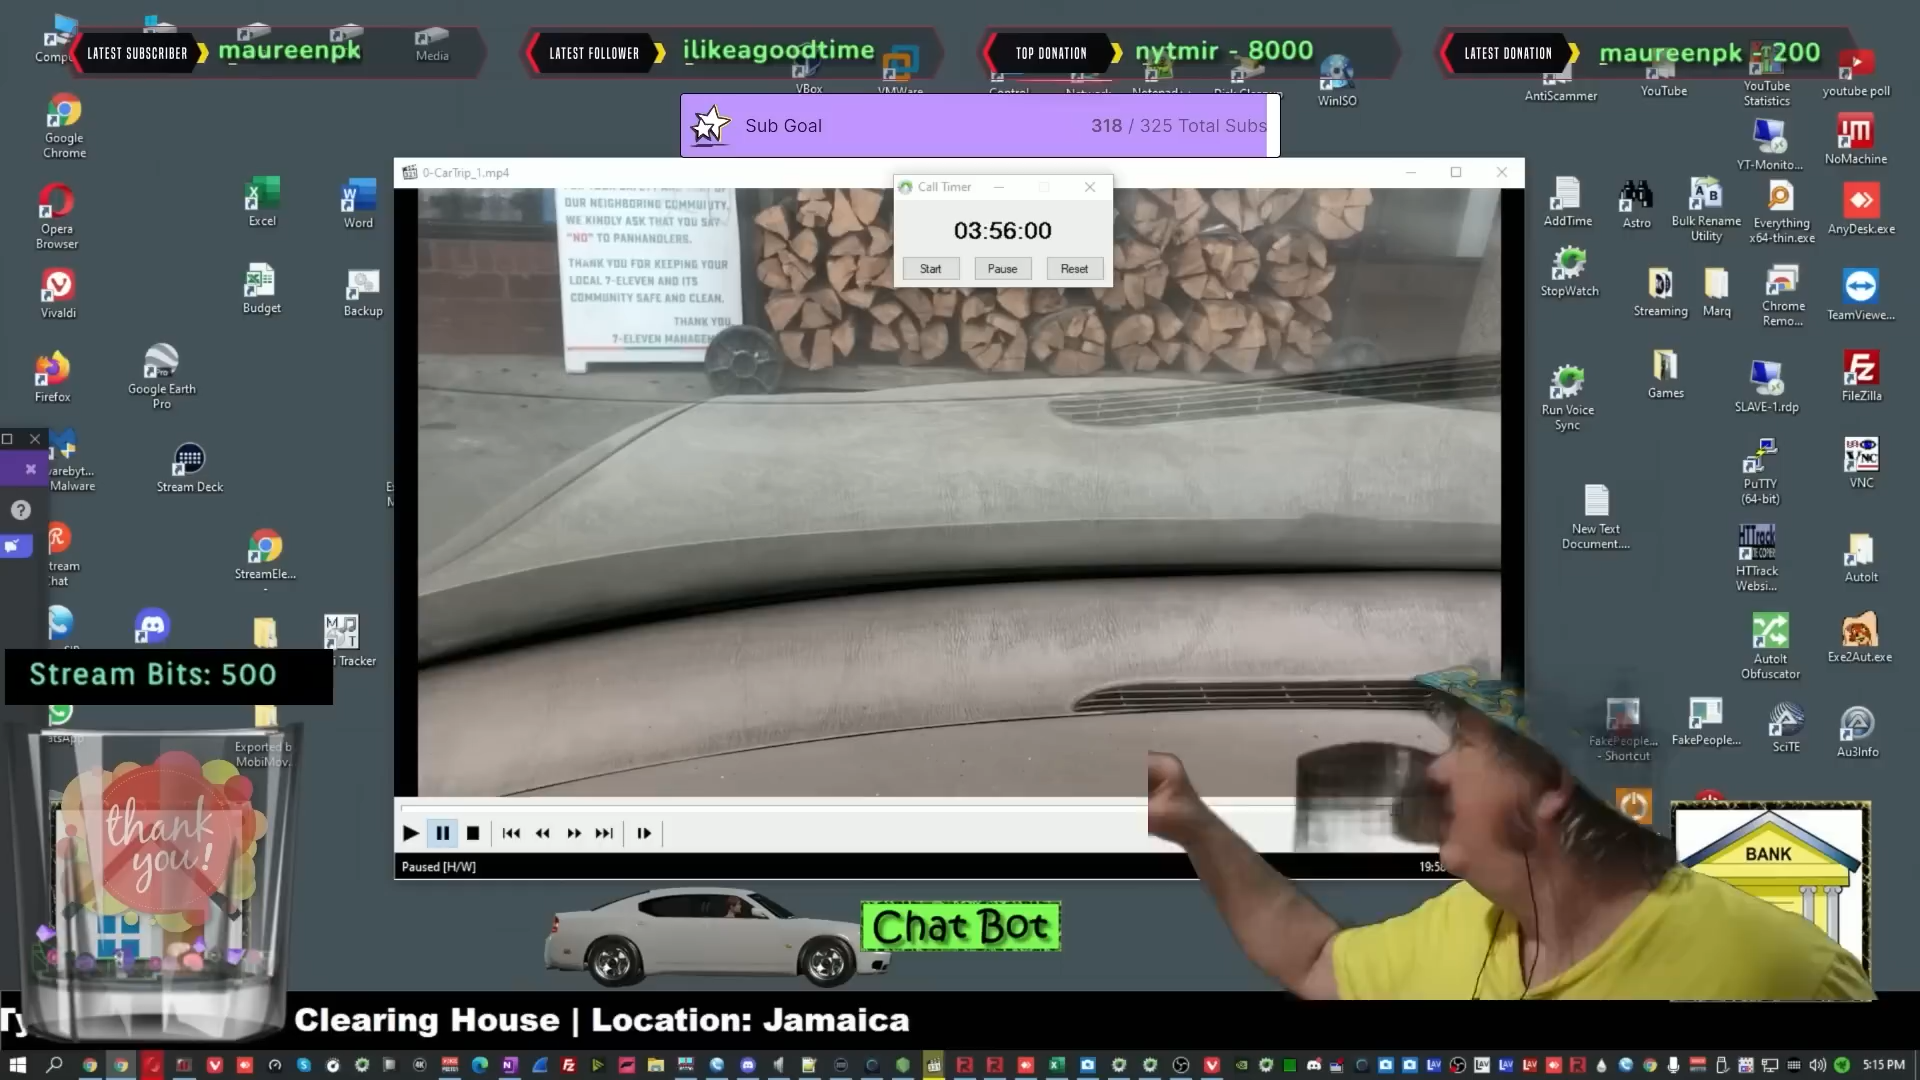 LATEST SUBSCRIBER
maureenpk
LATEST FOLLOWER
ilikeagoodtime
TOP DONATION
nytmir - 8000
LATEST DONATION
maureenpk - 200
Media
VBox
VMWare
WinISO
AntiScammer
YouTube
YouTube
Statistics
youtube poll
Sub Goal
318 / 325 Total Subs
Google
Chrome
YT-Monito...
NoMachine
0-CarTrip_1.mp4
Call Timer
03:56:00
Start
Pause
Reset
OUR NEIGHBORING COMMUNITY,
WE KINDLY ASK THAT YOU SAY
"NO" TO PANHANDLERS.
THANK YOU FOR KEEPING YOUR
LOCAL 7-ELEVEN AND ITS
COMMUNITY SAFE AND CLEAN.
THANK YOU
7-ELEVEN
Opera
Browser
Excel
Word
AddTime
Astro
Bulk Rename
Utility
Everything
x64-thin.exe
AnyDesk.exe
Vivaldi
Budget
Backup
StopWatch
Streaming
Marq
Chrome
Remo...
TeamViewe...
Firefox
Google Earth
Pro
Run Voice
Sync
Games
SLAVE-1.rdp
FileZilla
Malware
Stream Deck
New Text
Document....
PuTTY
(64-bit)
VNC
StreamEle...
HTTrack
Websi...
AutoIt
Tracker
AutoIt
Obfuscator
Exe2Aut.exe
Stream Bits: 500
Exported b
MobiMov...
FakePeople...
- Shortcut
FakePeople...
SciTE
Au3Info
thank
you!
Paused [H/W]
BANK
Chat Bot
Clearing House | Location: Jamaica
5:15 PM